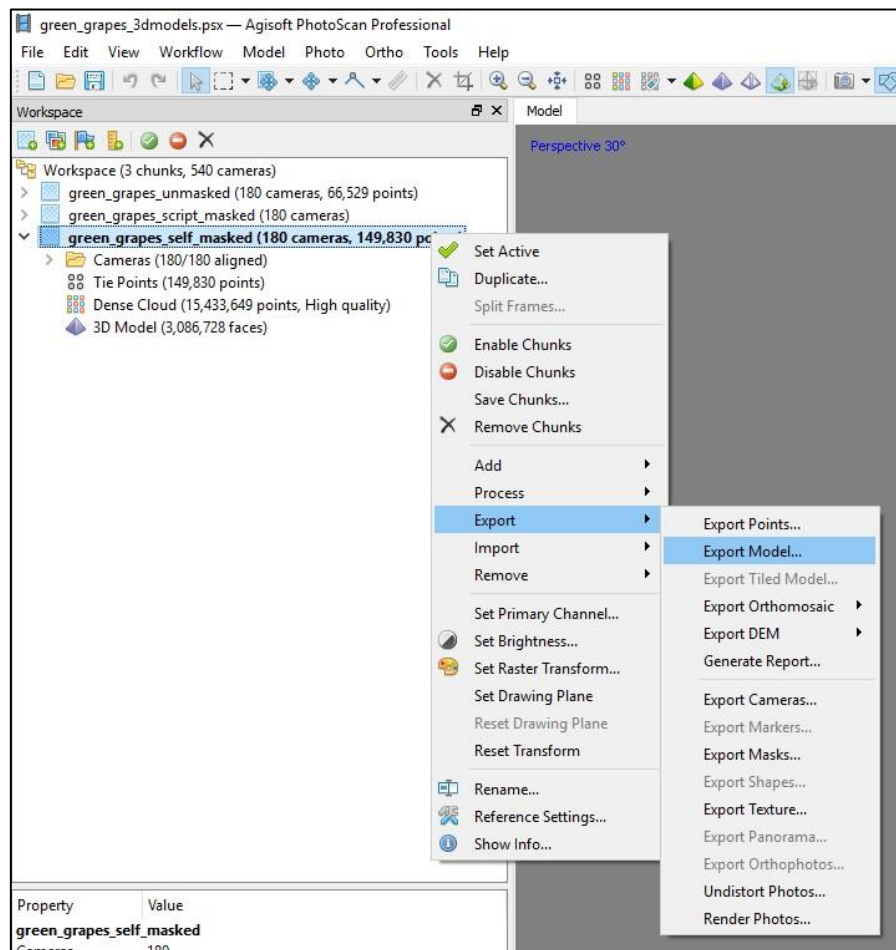 green_grapes_3dmodels.psx — Agisoft PhotoScan Professional
File Edit View Workflow Model Photo Ortho Tools Help
Workspace
Model
Perspective 30°
Workspace (3 chunks, 540 cameras)
green_grapes_unmasked (180 cameras, 66,529 points)
green_grapes_script_masked (180 cameras)
green_grapes_self_masked (180 cameras, 149,830
Cameras (180/180 aligned)
Tie Points (149,830 points)
Dense Cloud (15,433,649 points, High quality)
3D Model (3,086,728 faces)
Set Active
Duplicate...
Split Frames...
Enable Chunks
Disable Chunks
Save Chunks...
Remove Chunks
Add
Process
Export
Import
Remove
Set Primary Channel...
Set Brightness...
Set Raster Transform...
Set Drawing Plane
Reset Drawing Plane
Reset Transform
Rename...
Reference Settings...
Show Info...
Export Points...
Export Model...
Export Tiled Model...
Export Orthomosaic
Export DEM
Generate Report...
Export Cameras...
Export Markers...
Export Masks...
Export Shapes...
Export Texture...
Export Panorama...
Export Orthophotos...
Undistort Photos...
Render Photos...
Property Value
green_grapes_self_masked
Cameras 180